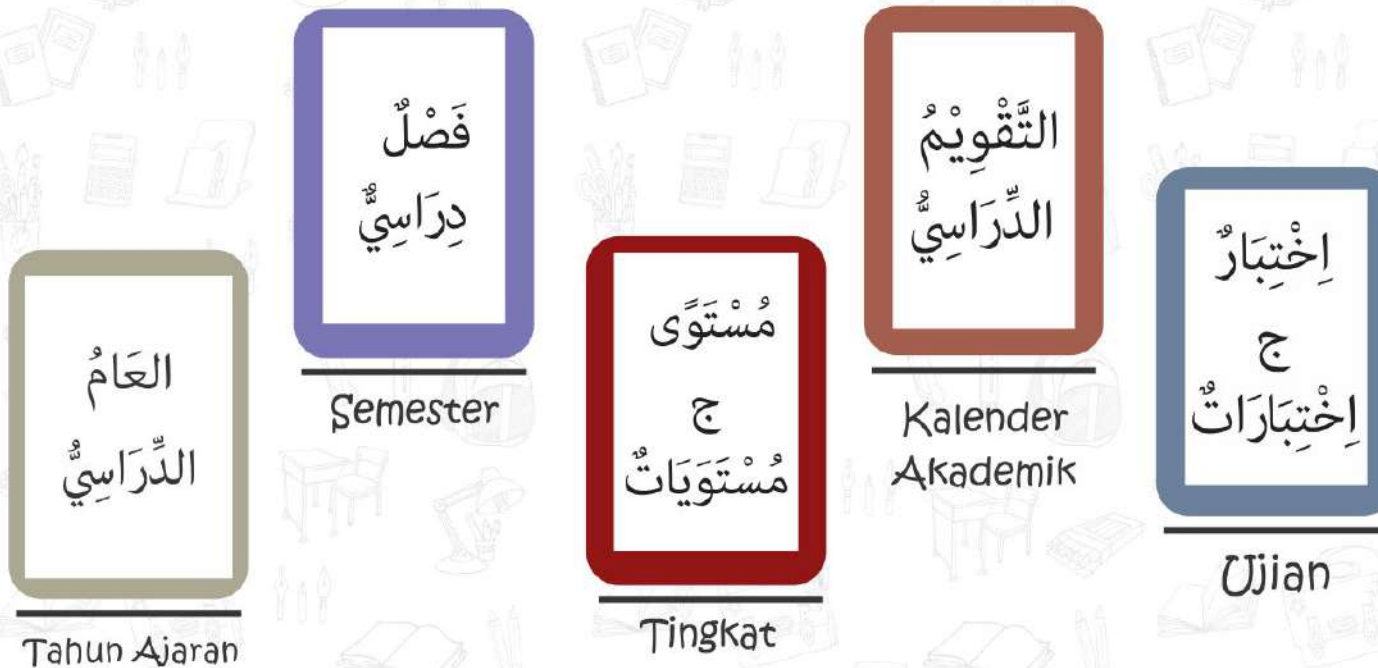 العَامُ
الدِّرَاسِيُّ
Tahun Ajaran
فَصْلٌ
دِرَاسِيٌّ
Semester
مُسْتَوًى
ج
مُسْتَوَيَاتٌ
Tingkat
التَّقْوِيْمُ
الدِّرَاسِيُّ
Kalender
Akademik
اِخْتِبَارٌ
ج
اِخْتِبَارَاتٌ
Ujian